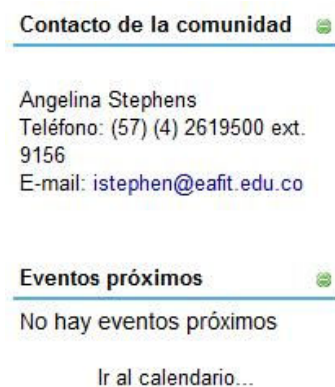 Contacto de la comunidad
Angelina Stephens
Teléfono: (57) (4) 2619500 ext.
9156
E-mail: istephen@eafit.edu.co
Eventos próximos
No hay eventos próximos
Ir al calendario...